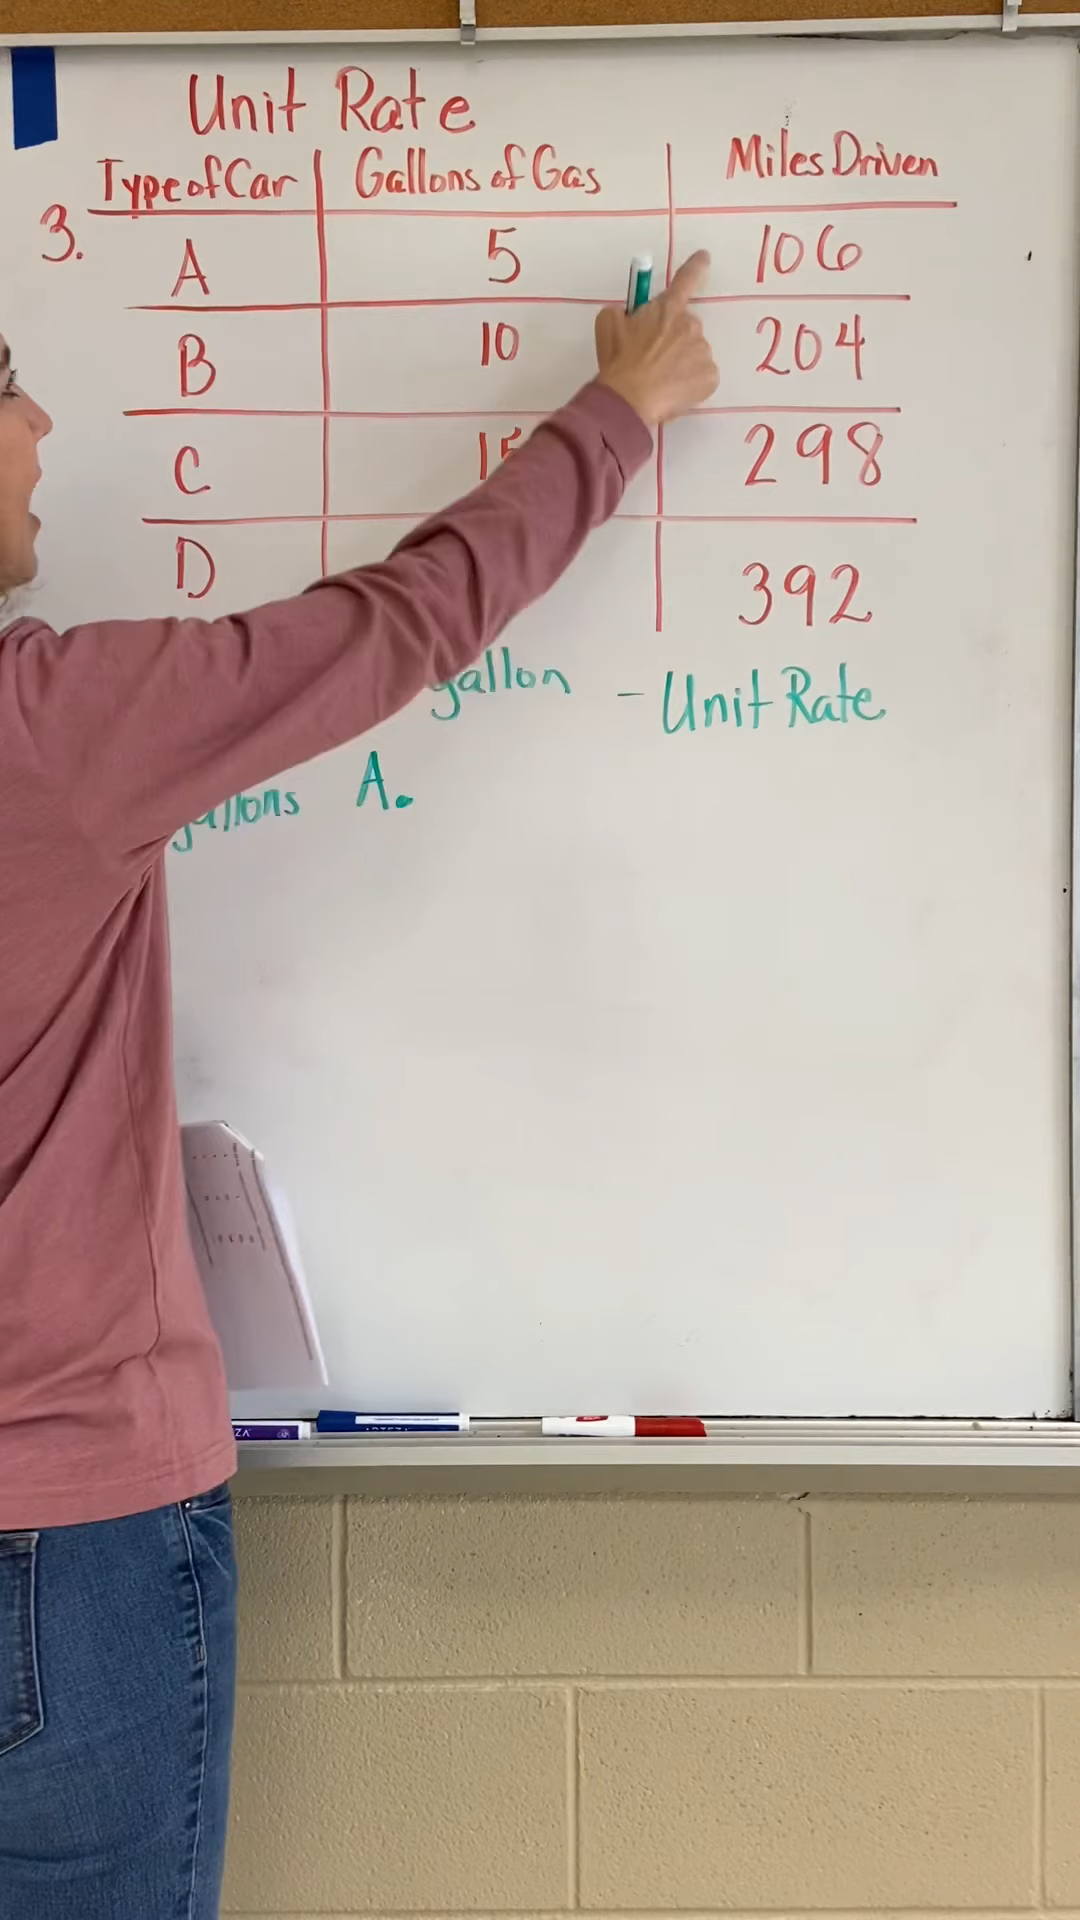 Unit Rate
Type of Car Gallons of Gas Miles Driven
3.
A 5 106
B 10 204
C 298
D 392
gallon - Unit Rate
gallons A.